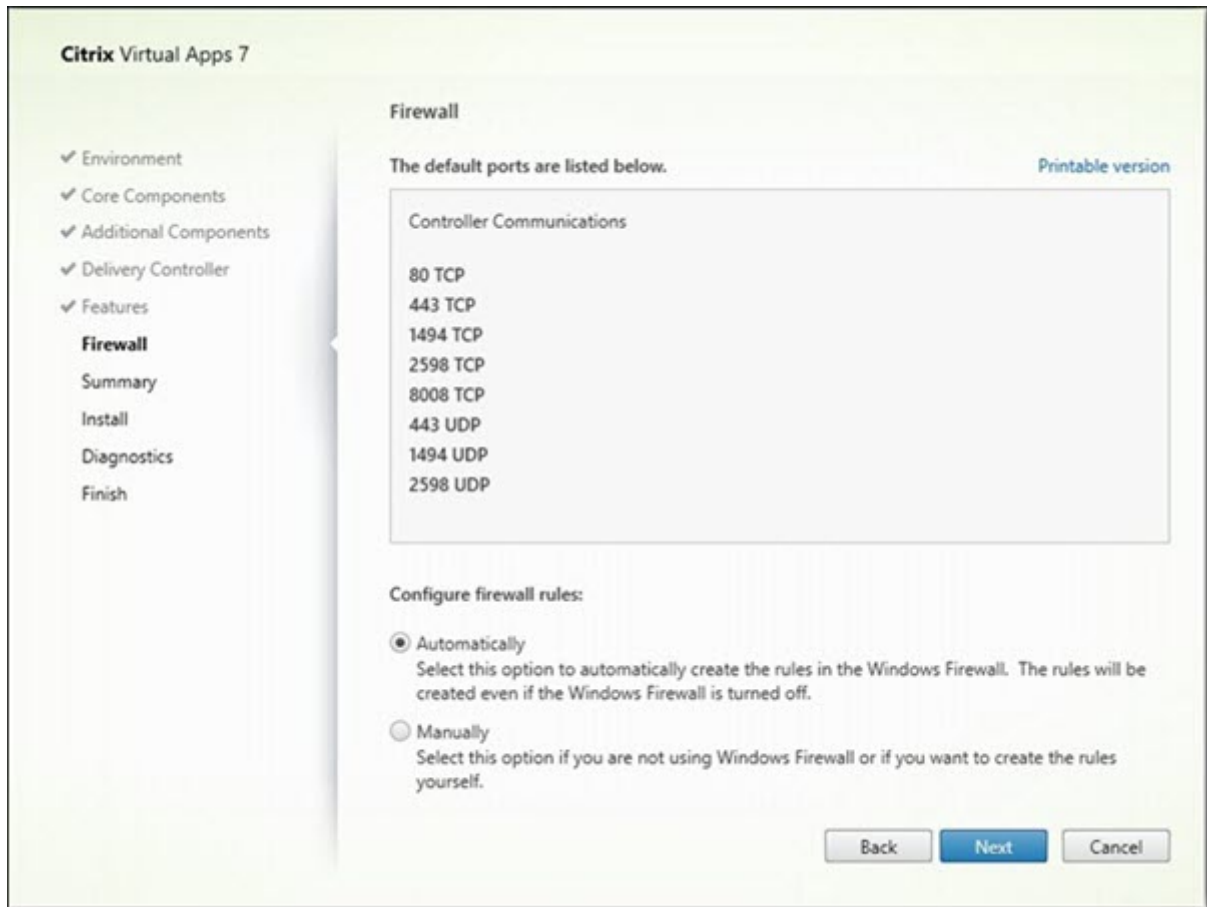 Citrix Virtual Apps 7
Environment
Core Components
Additional Components
Delivery Controller
Features
Firewall
Summary
Install
Diagnostics
Finish
Firewall
The default ports are listed below.
Printable version
Controller Communications
80 TCP
443 TCP
1494 TCP
2598 TCP
8008 TCP
443 UDP
1494 UDP
2598 UDP
Configure firewall rules:
Automatically
Select this option to automatically create the rules in the Windows Firewall. The rules will be
created even if the Windows Firewall is turned off.
Manually
Select this option if you are not using Windows Firewall or if you want to create the rules
yourself.
Back
Next
Cancel